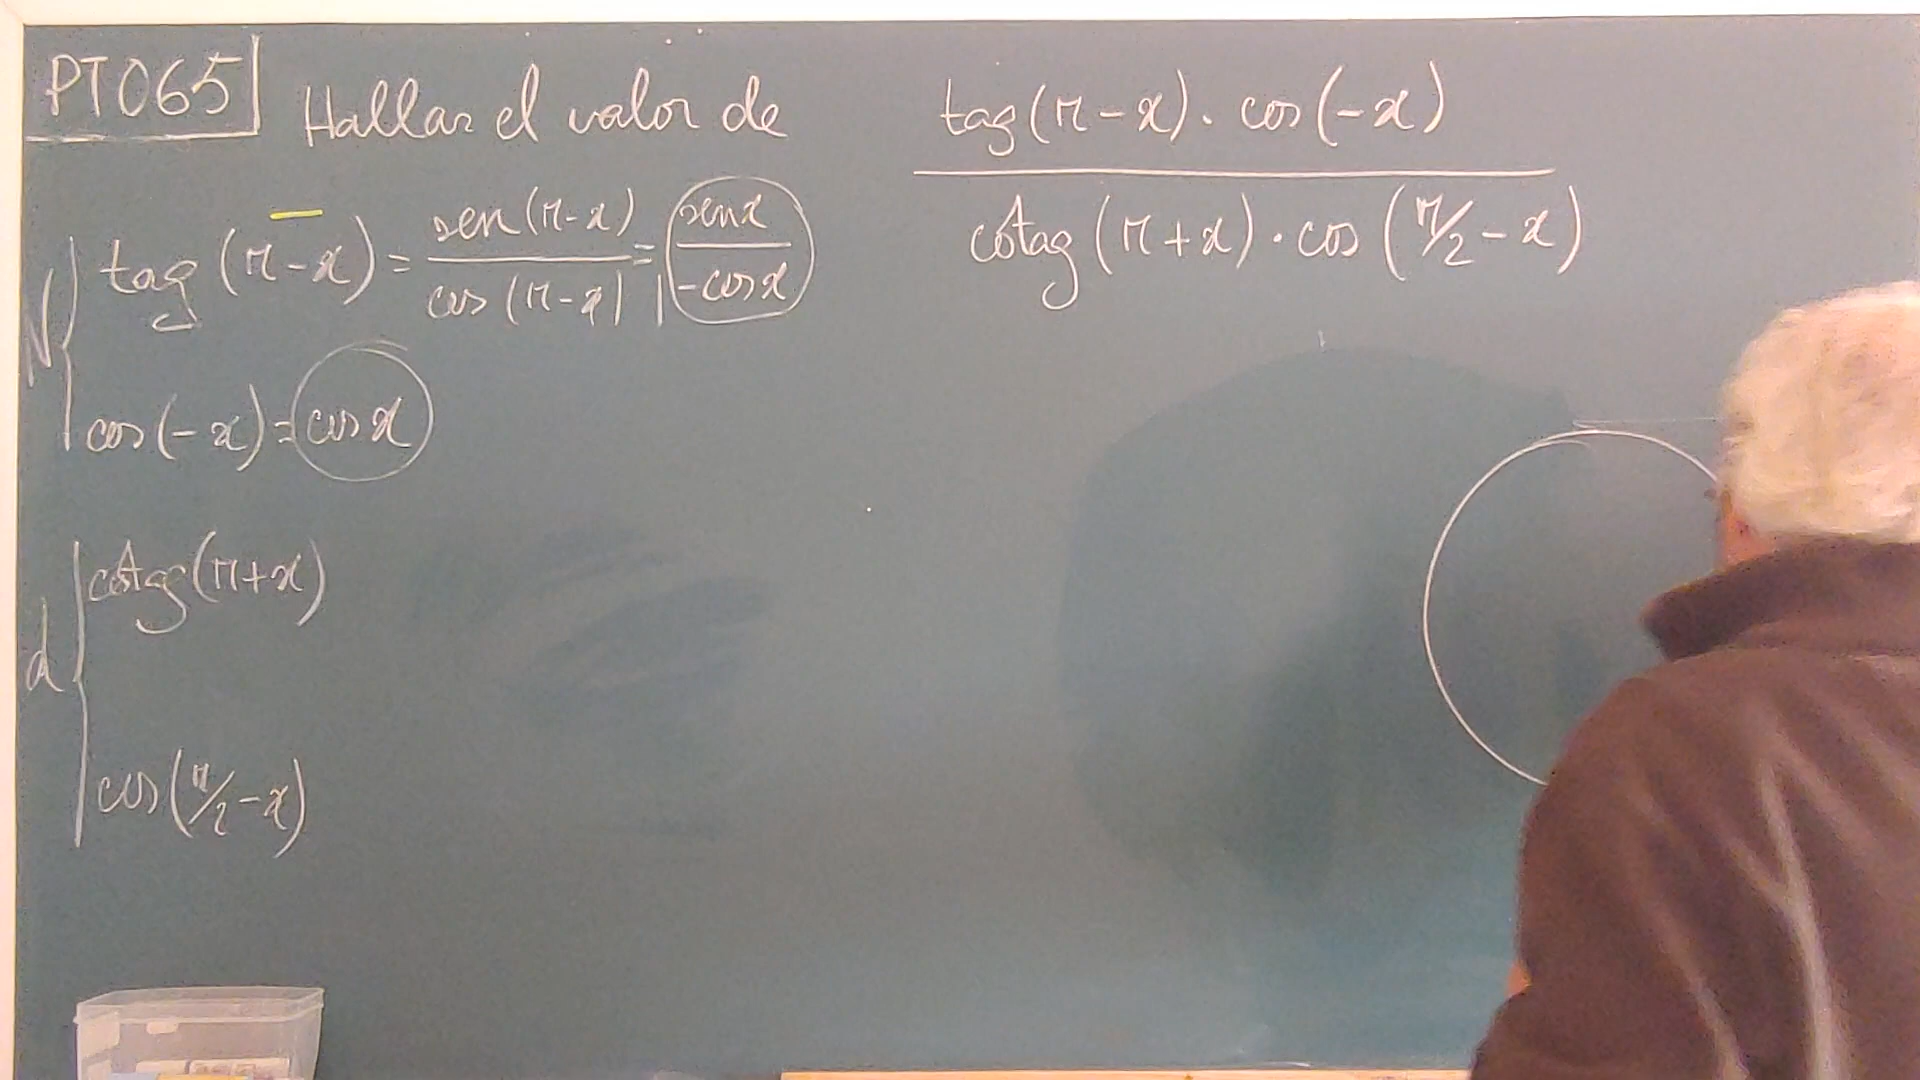 PT065 Hallar el valor de tag(π-x)·cos(-x) / cotag(π+x)·cos(π/2-x)
N
tag(π-x) = sen(π-x)/cos(π-x) = senx/-cosx
cos(-x) = cosx
d
cotag(π+x)
cos(π/2-x)